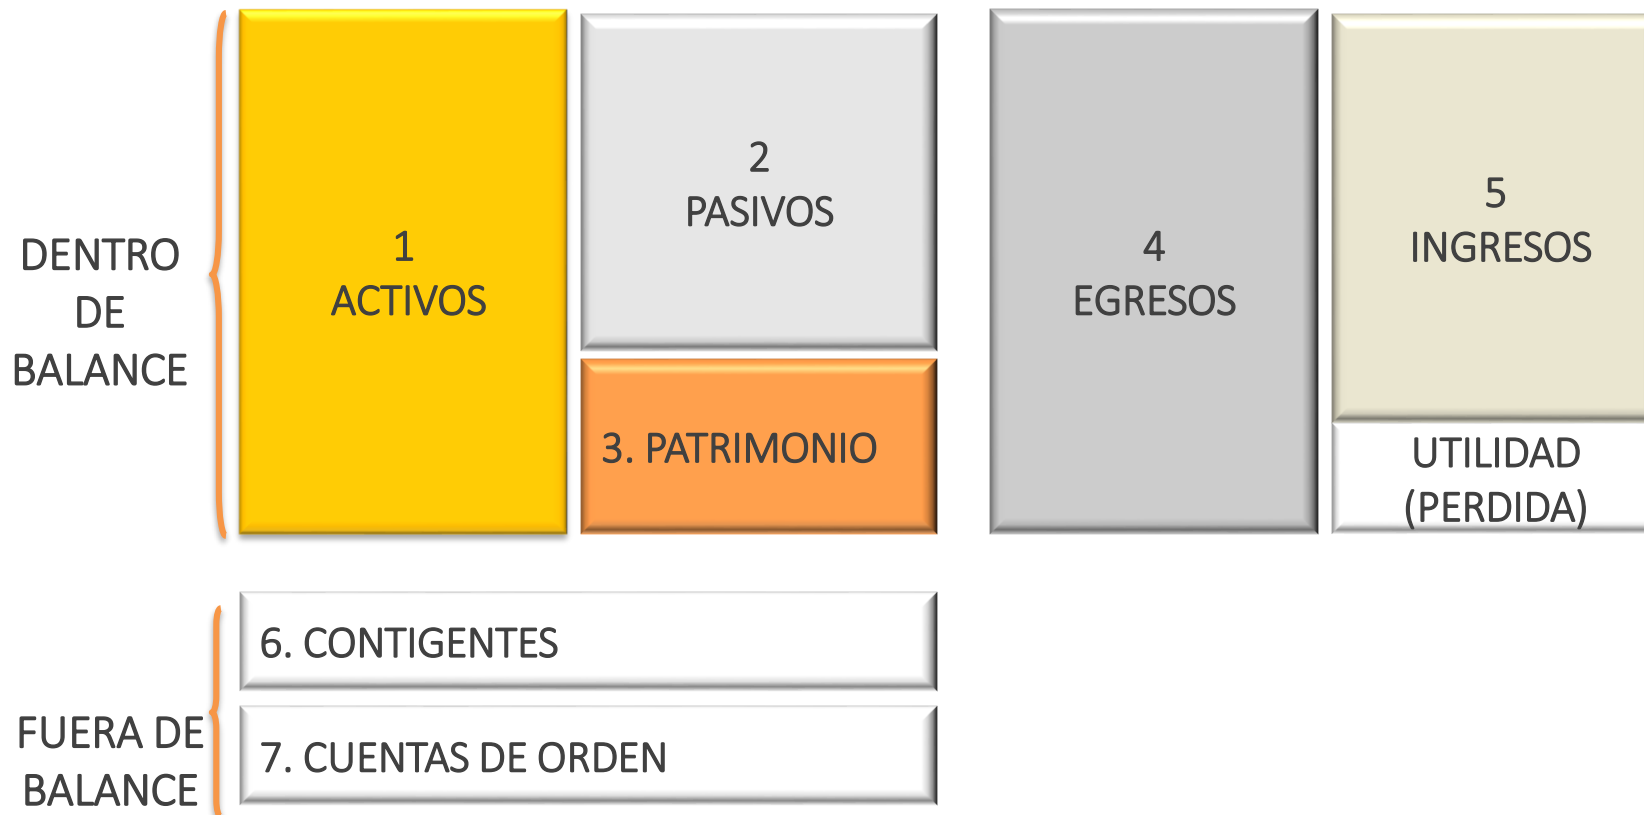 DENTRO
DE
BALANCE
1
ACTIVOS
2
PASIVOS
3. PATRIMONIO
4
EGRESOS
5
INGRESOS
UTILIDAD
(PERDIDA)
FUERA DE
BALANCE
6. CONTIGENTES
7. CUENTAS DE ORDEN